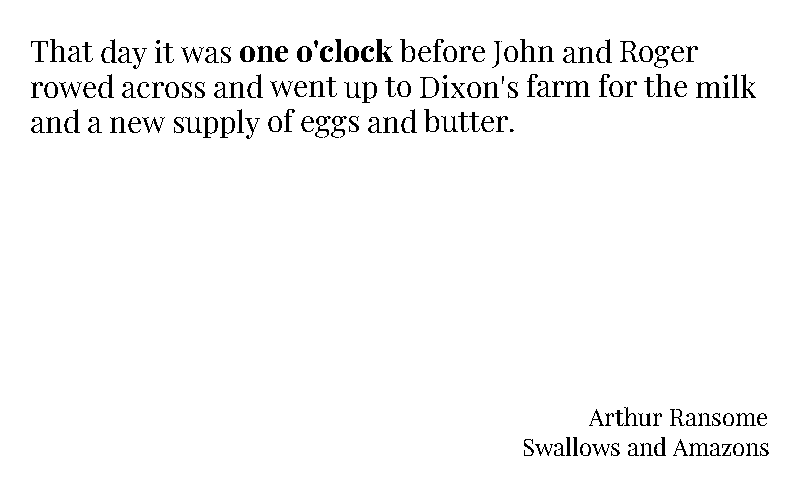 That day it was one o'clock before John and Roger
rowed across and went up to Dixon's farm for the milk
and a new supply of eggs and butter.
Arthur Ransome
Swallows and Amazons